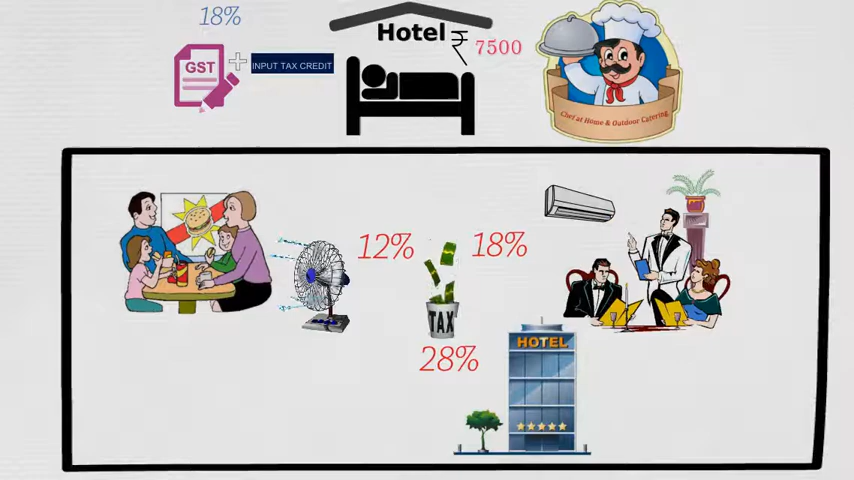 18%
GST
INPUT TAX CREDIT
Hotel
₹ 7500
Chef at Home & Outdoor Catering
12%
18%
TAX
28%
HOTEL